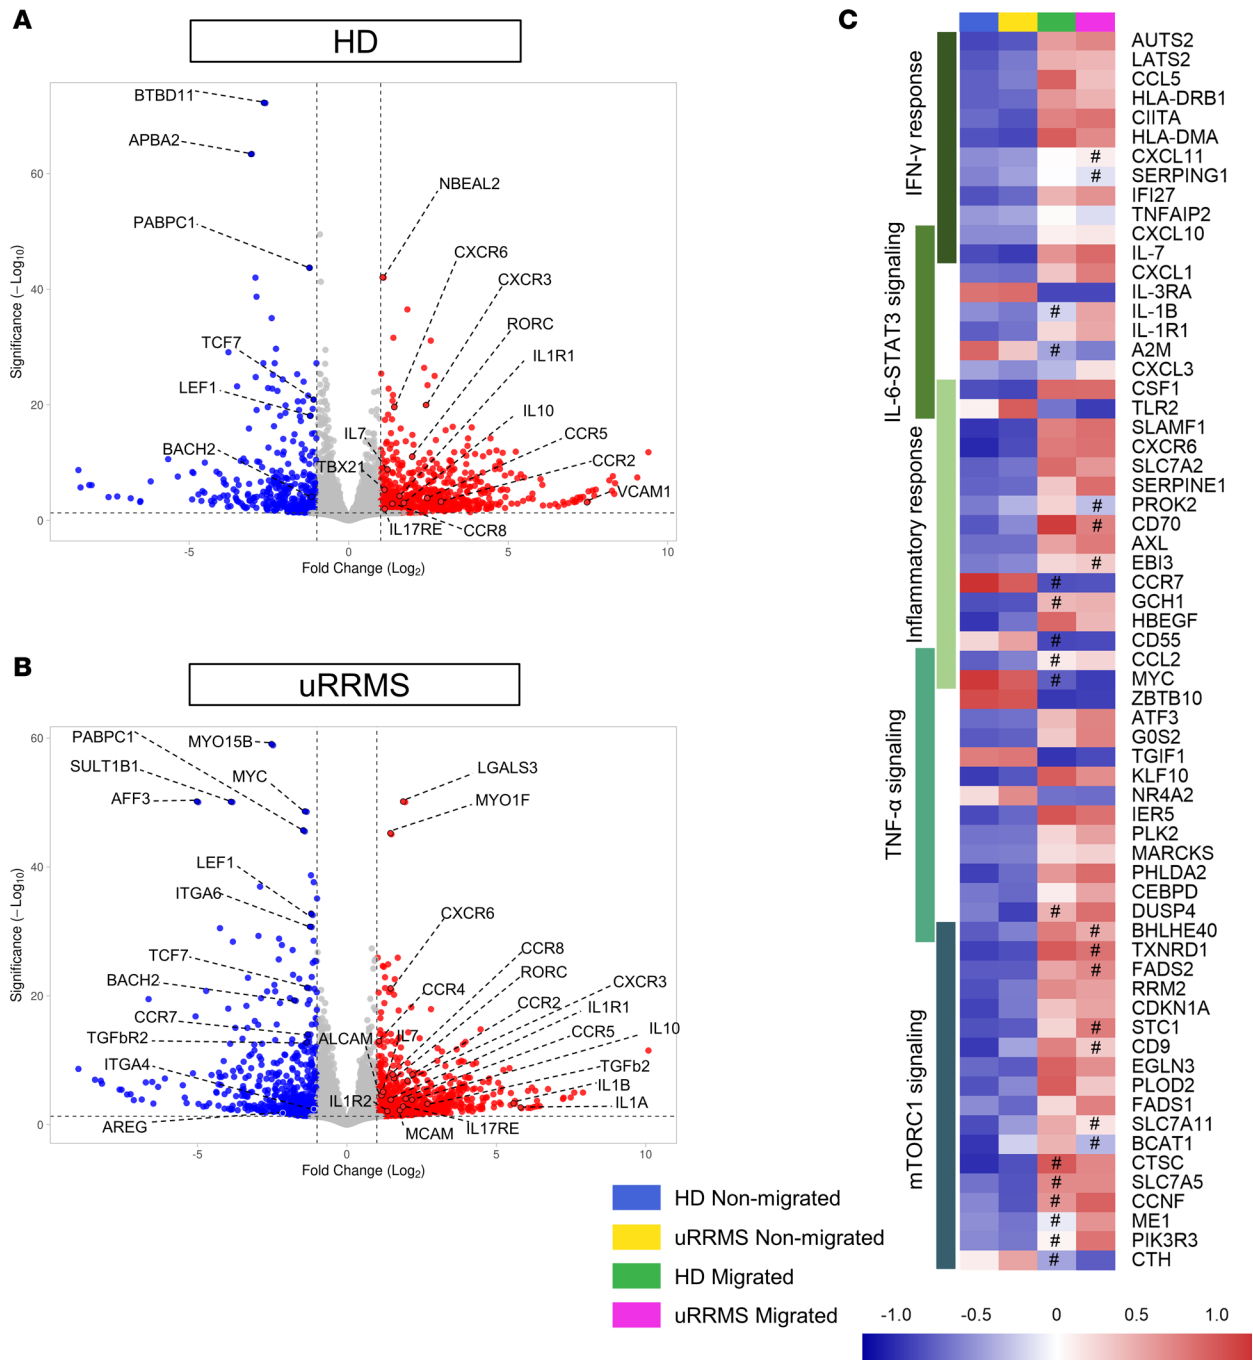 A
HD
BTBD11
APBA2
PABPC1
NBEAL2
CXCR6
CXCR3
RORC
IL1R1
IL10
CCR5
CCR2
VCAM1
CCR8
IL17RE
IL7
TBX21
TCF7
LEF1
BACH2
60
40
20
0
Significance (−Log10)
-5
0
5
10
Fold Change (Log2)
B
uRRMS
PABPC1
MYO15B
SULT1B1
MYC
AFF3
LGALS3
MYO1F
LEF1
ITGA6
CXCR6
TCF7
CCR8
BACH2
RORC
CCR4
CXCR3
CCR7
CCR2
IL1R1
TGFbR2
ALCAM
IL7
CCR5
IL10
ITGA4
TGFb2
IL1R2
IL1B
IL1A
AREG
MCAM
IL17RE
60
40
20
0
Significance (−Log10)
-5
0
5
10
Fold Change (Log2)
HD Non-migrated
uRRMS Non-migrated
HD Migrated
uRRMS Migrated
C
IFN-γ response
IL-6-STAT3 signaling
Inflammatory response
TNF-α signaling
mTORC1 signaling
AUTS2
LATS2
CCL5
HLA-DRB1
CIITA
HLA-DMA
# CXCL11
# SERPING1
IFI27
TNFAIP2
CXCL10
IL-7
CXCL1
IL-3RA
# IL-1B
IL-1R1
# A2M
CXCL3
CSF1
TLR2
SLAMF1
CXCR6
SLC7A2
SERPINE1
# PROK2
# CD70
AXL
# EBI3
# CCR7
# GCH1
HBEGF
# CD55
# CCL2
# MYC
ZBTB10
ATF3
G0S2
TGIF1
KLF10
NR4A2
IER5
PLK2
MARCKS
PHLDA2
CEBPD
# DUSP4
# BHLHE40
# TXNRD1
# FADS2
RRM2
CDKN1A
# STC1
# CD9
EGLN3
PLOD2
FADS1
# SLC7A11
# BCAT1
# CTSC
# SLC7A5
# CCNF
# ME1
# PIK3R3
# CTH
-1.0 -0.5 0 0.5 1.0